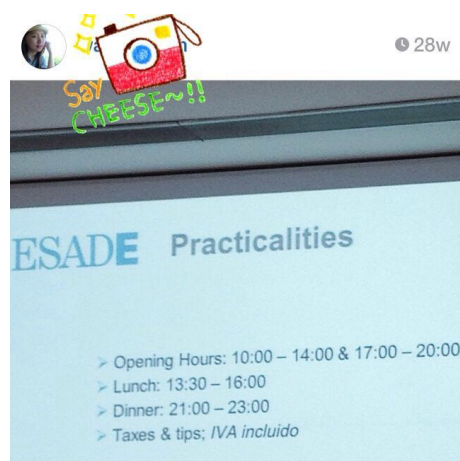 28w
Say
CHEESE~!!
ESADE Practicalities
➢ Opening Hours: 10:00 – 14:00 & 17:00 – 20:00
➢ Lunch: 13:30 – 16:00
➢ Dinner: 21:00 – 23:00
➢ Taxes & tips; IVA incluido